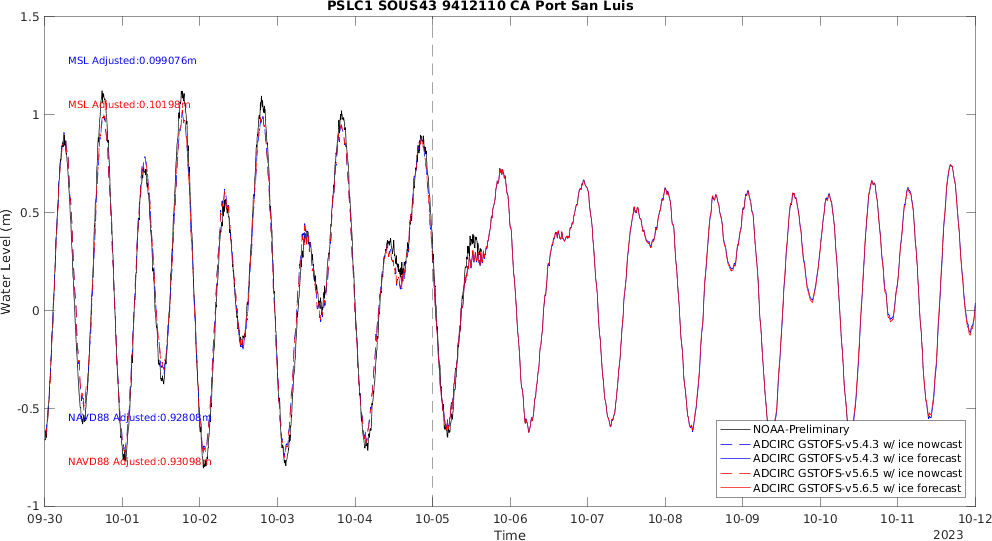 PSLC1 SOUS43 9412110 CA Port San Luis
1.5
1
0.5
0
-0.5
-1
Water Level (m)
MSL Adjusted:0.099076m
MSL Adjusted:0.10198m
NAVD88 Adjusted:0.92808m
NAVD88 Adjusted:0.93098m
NOAA-Preliminary
ADCIRC GSTOFS-v5.4.3 w/ ice nowcast
ADCIRC GSTOFS-v5.4.3 w/ ice forecast
ADCIRC GSTOFS-v5.6.5 w/ ice nowcast
ADCIRC GSTOFS-v5.6.5 w/ ice forecast
09-30 10-01 10-02 10-03 10-04 10-05 10-06 10-07 10-08 10-09 10-10 10-11 10-12
Time
2023